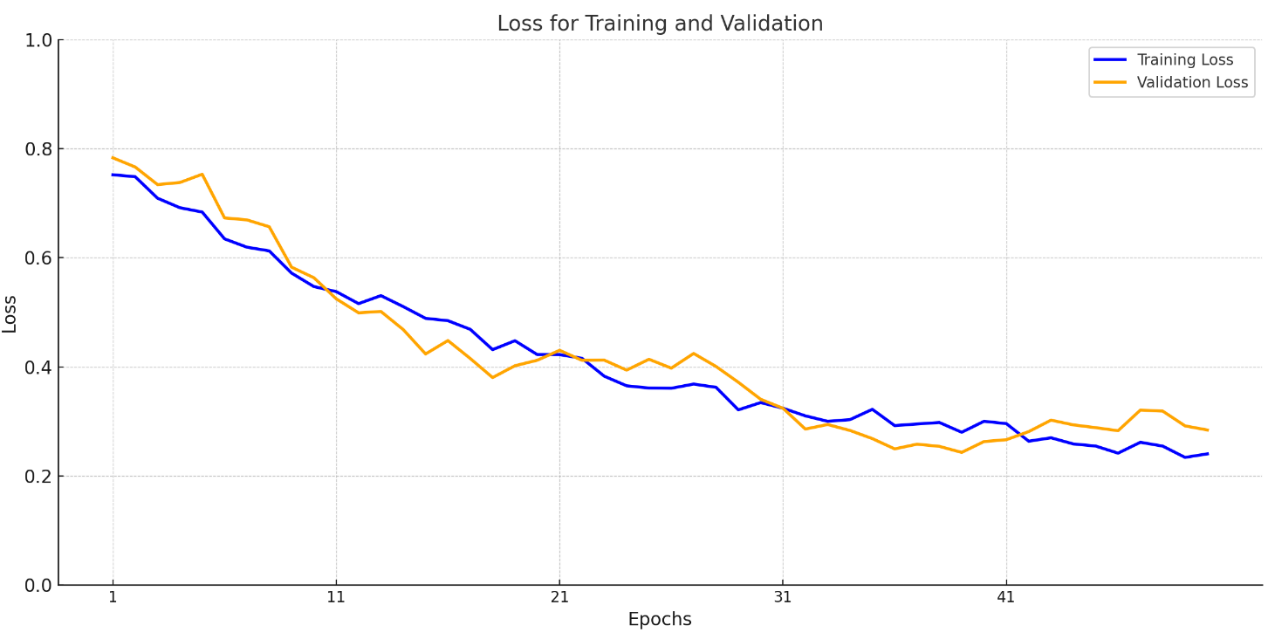 Loss for Training and Validation
1.0
0.8
0.6
0.4
0.2
0.0
Loss
Training Loss
Validation Loss
1 11 21 31 41
Epochs